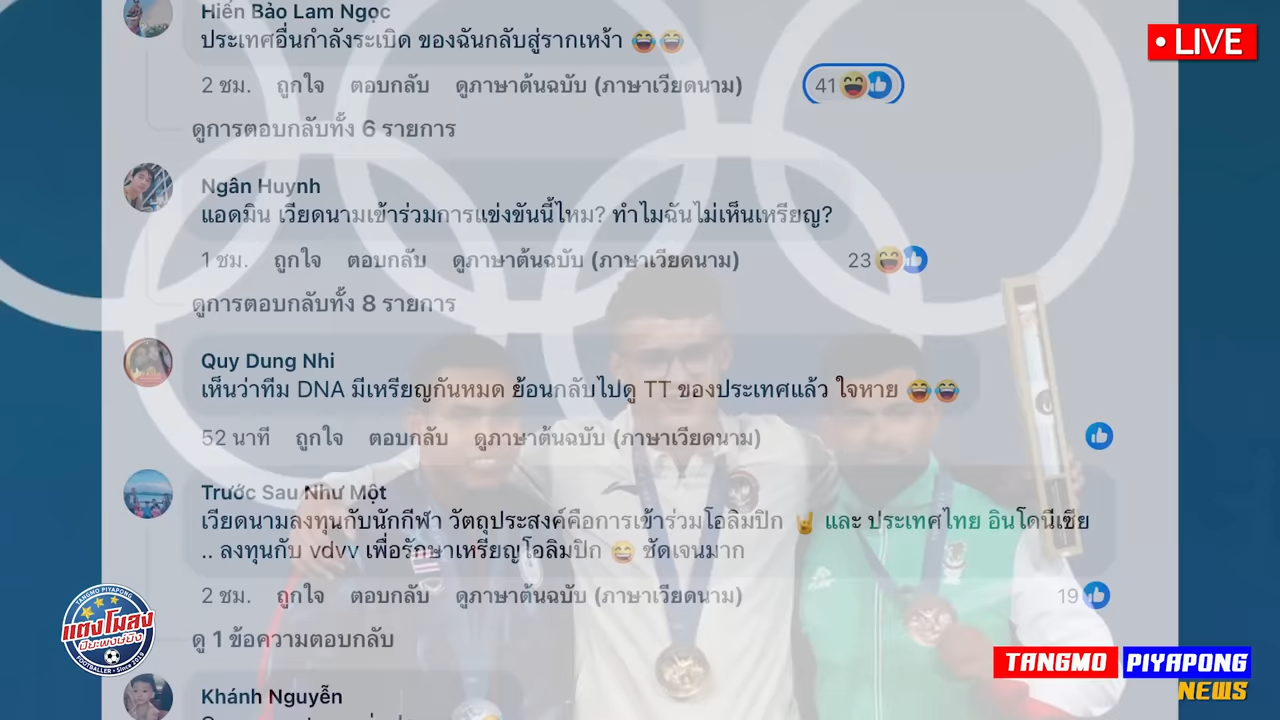 Hiến Bảo Lam Ngọc
ประเทศอื่นกำลังระเบิด ของฉันกลับสู่รากเหง้า 😂😂
2 ชม. ถูกใจ ตอบกลับ ดูภาษาต้นฉบับ (ภาษาเวียดนาม) 41
ดูการตอบกลับทั้ง 6 รายการ
• LIVE
Ngân Huynh
แอดมิน เวียดนามเข้าร่วมการแข่งขันนี้ไหม? ทำไมฉันไม่เห็นเหรียญ?
1 ชม. ถูกใจ ตอบกลับ ดูภาษาต้นฉบับ (ภาษาเวียดนาม) 23
ดูการตอบกลับทั้ง 8 รายการ
Quy Dung Nhi
เห็นว่าทีม DNA มีเหรียญกันหมด ย้อนกลับไปดู TT ของประเทศแล้ว ใจหาย 😂😂
52 นาที ถูกใจ ตอบกลับ ดูภาษาต้นฉบับ (ภาษาเวียดนาม)
Trước Sau Như Một
เวียดนามลงทุนกับนักกีฬา วัตถุประสงค์คือการเข้าร่วมโอลิมปิก 🤘 และ ประเทศไทย อินโดนีเซีย
.. ลงทุนกับ vdvv เพื่อรักษาเหรียญโอลิมปิก 😄 ชัดเจนมาก
2 ชม. ถูกใจ ตอบกลับ ดูภาษาต้นฉบับ (ภาษาเวียดนาม) 19
ดู 1 ข้อความตอบกลับ
Khánh Nguyễn
TANGMO PIYAPONG
แตงโมลง
ปิยะพงษ์ยิง
FOOTBALLER • Since 2019
TANGMO PIYAPONG
NEWS